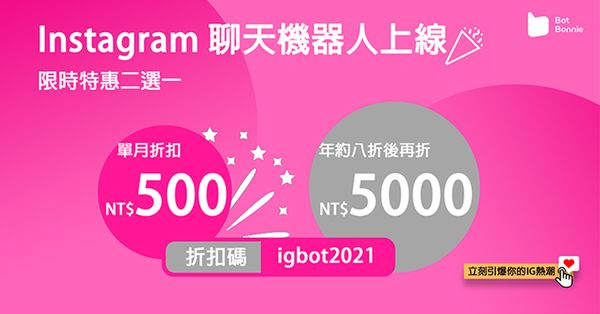 Instagram 聊天機器人上線
Bot
Bonnie
限時特惠二選一
單月折扣
NT$500
年約八折後再折
NT$5000
折扣碼 igbot2021
立刻引爆你的IG熱潮